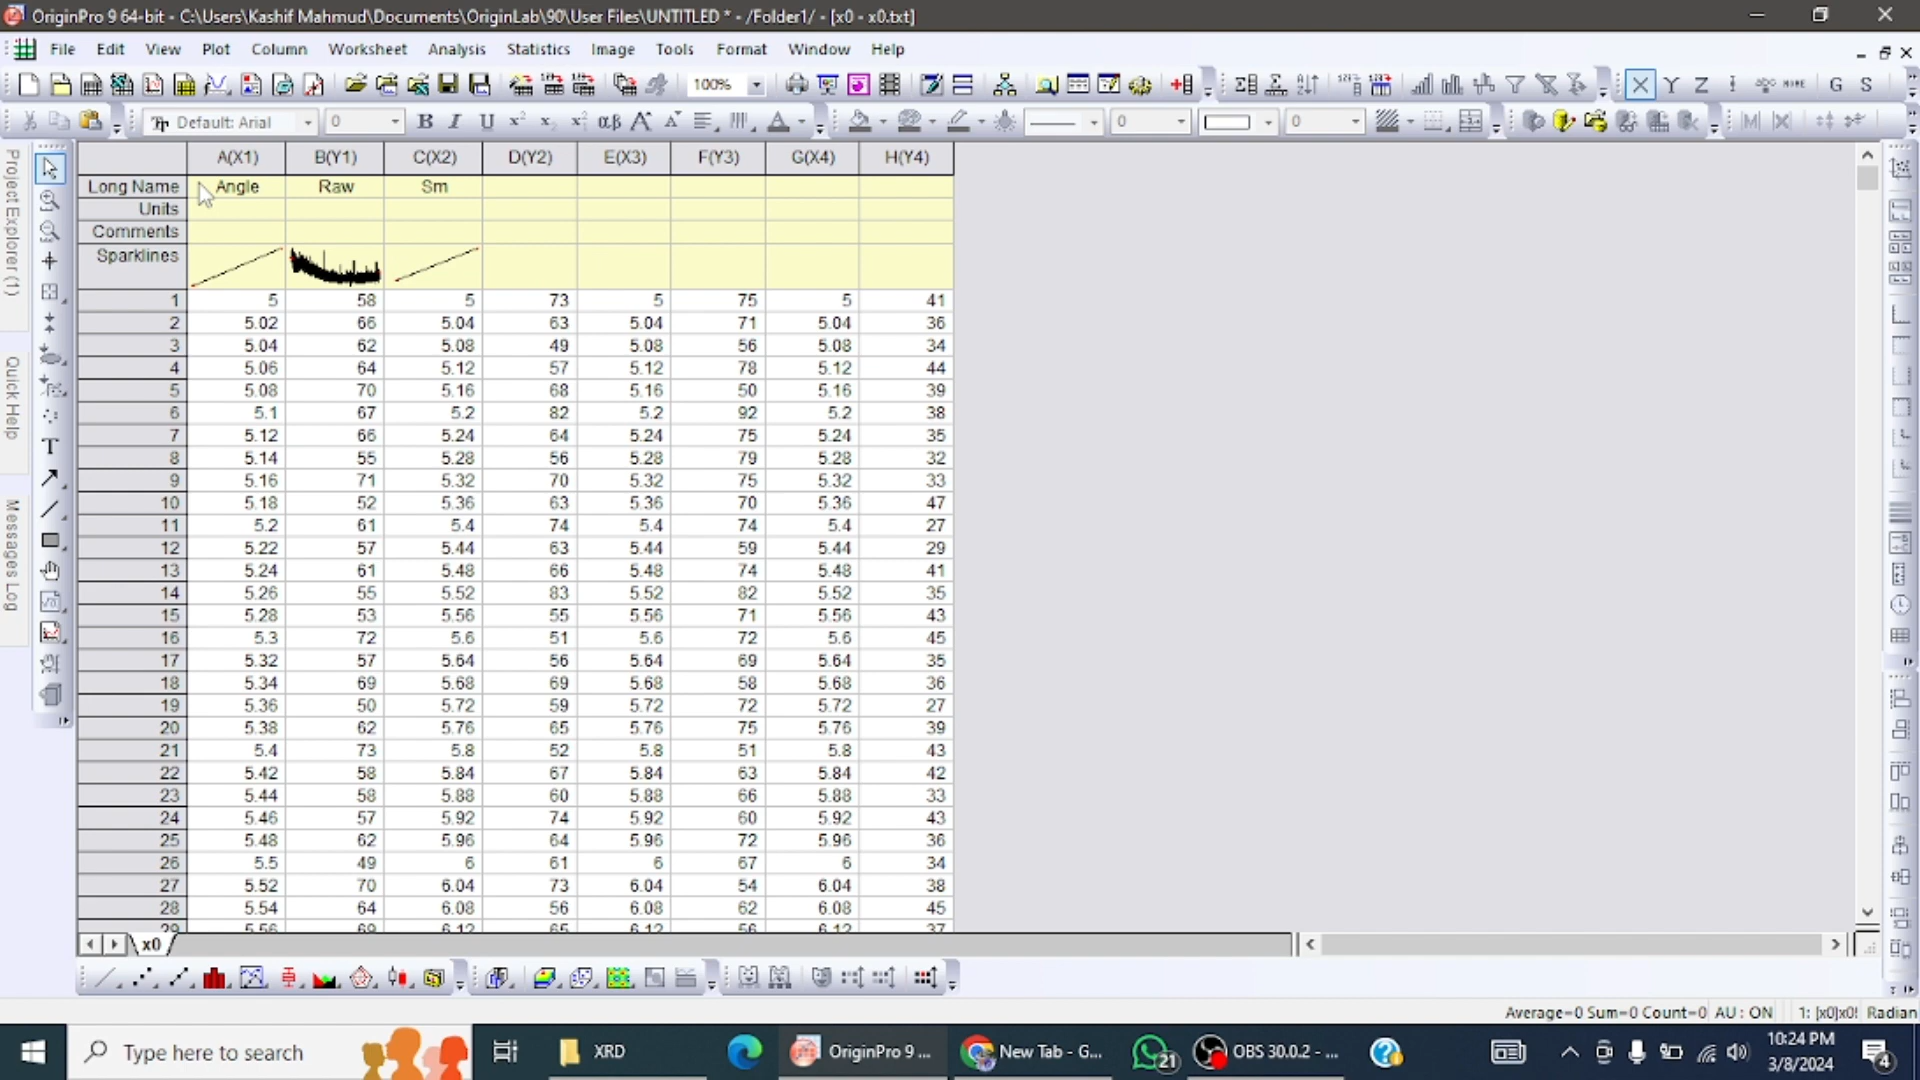 OriginPro 9 64-bit - C:\Users\Kashif Mahmud\Documents\OriginLab\90\User Files\UNTITLED * - /Folder1/ - [x0 - x0.txt]
File Edit View Plot Column Worksheet Analysis Statistics Image Tools Format Window Help
100% X Y Z G S
Default: Arial 0 B I U αβ A 0 0
Project Explorer (1)
Quick Help
Messages Log
A(X1) B(Y1) C(X2) D(Y2) E(X3) F(Y3) G(X4) H(Y4)
Long Name Angle Raw Sm
Units
Comments
Sparklines
1 5 58 5 73 5 75 5 41
2 5.02 66 5.04 63 5.04 71 5.04 36
3 5.04 62 5.08 49 5.08 56 5.08 34
4 5.06 64 5.12 57 5.12 78 5.12 44
5 5.08 70 5.16 68 5.16 50 5.16 39
6 5.1 67 5.2 82 5.2 92 5.2 38
7 5.12 66 5.24 64 5.24 75 5.24 35
8 5.14 55 5.28 56 5.28 79 5.28 32
9 5.16 71 5.32 70 5.32 75 5.32 33
10 5.18 52 5.36 63 5.36 70 5.36 47
11 5.2 61 5.4 74 5.4 74 5.4 27
12 5.22 57 5.44 63 5.44 59 5.44 29
13 5.24 61 5.48 66 5.48 74 5.48 41
14 5.26 55 5.52 83 5.52 82 5.52 35
15 5.28 53 5.56 55 5.56 71 5.56 43
16 5.3 72 5.6 51 5.6 72 5.6 45
17 5.32 57 5.64 56 5.64 69 5.64 35
18 5.34 69 5.68 69 5.68 58 5.68 36
19 5.36 50 5.72 59 5.72 72 5.72 27
20 5.38 62 5.76 65 5.76 75 5.76 39
21 5.4 73 5.8 52 5.8 51 5.8 43
22 5.42 58 5.84 67 5.84 63 5.84 42
23 5.44 58 5.88 60 5.88 66 5.88 33
24 5.46 57 5.92 74 5.92 60 5.92 43
25 5.48 62 5.96 64 5.96 72 5.96 36
26 5.5 49 6 61 6 67 6 34
27 5.52 70 6.04 73 6.04 54 6.04 38
28 5.54 64 6.08 56 6.08 62 6.08 45
29 5.56 69 6.12 65 6.12 56 6.12 37
x0
Average=0 Sum=0 Count=0 AU : ON 1: [x0]x0! Radian
Type here to search XRD OriginPro 9 ... New Tab - G... 21 OBS 30.0.2 - ... 10:24 PM
3/8/2024 4